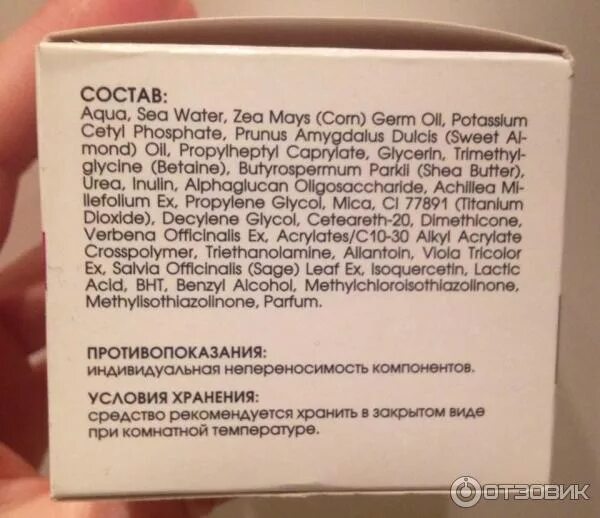 СОСТАВ:
Aqua, Sea Water, Zea Mays (Corn) Germ Oil, Potassium
Cetyl Phosphate, Prunus Amygdalus Dulcis (Sweet Al-
mond) Oil, Propylheptyl Caprylate, Glycerin, Trimethyl-
glycine (Betaine), Butyrospermum Parkii (Shea Butter),
Urea, Inulin, Alphaglucan Oligosaccharide, Achillea Mi-
llefolium Ex, Propylene Glycol, Mica, CI 77891 (Titanium
Dioxide), Decylene Glycol, Ceteareth-20, Dimethicone,
Verbena Officinalis Ex, Acrylates/C10-30 Alkyl Acrylate
Crosspolymer, Triethanolamine, Allantoin, Viola Tricolor
Ex, Salvia Officinalis (Sage) Leaf Ex, Isoquercetin, Lactic
Acid, BHT, Benzyl Alcohol, Methylchloroisothiazolinone,
Methylisothiazolinone, Parfum.
ПРОТИВОПОКАЗАНИЯ:
индивидуальная непереносимость компонентов.
УСЛОВИЯ ХРАНЕНИЯ:
средство рекомендуется хранить в закрытом виде
при комнатной температуре.
ОТЗОВИК